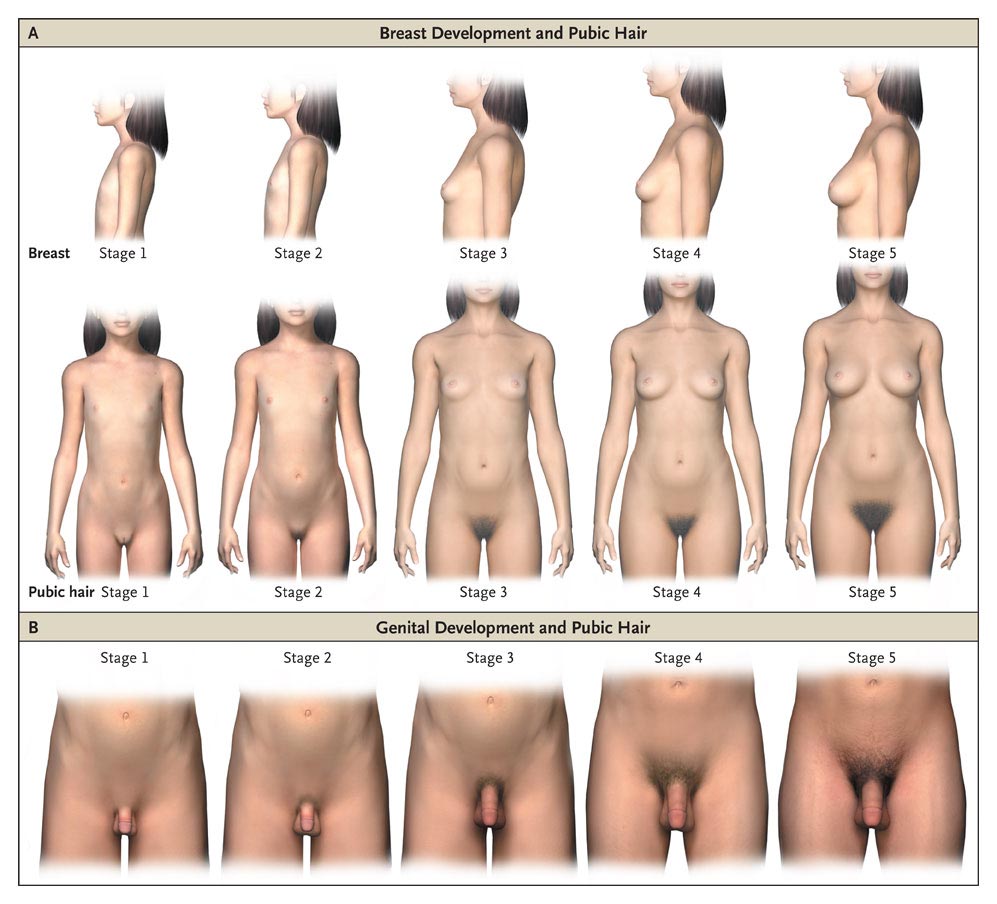 A Breast Development and Pubic Hair
Breast Stage 1 Stage 2 Stage 3 Stage 4 Stage 5
Pubic hair Stage 1 Stage 2 Stage 3 Stage 4 Stage 5
B Genital Development and Pubic Hair
Stage 1 Stage 2 Stage 3 Stage 4 Stage 5